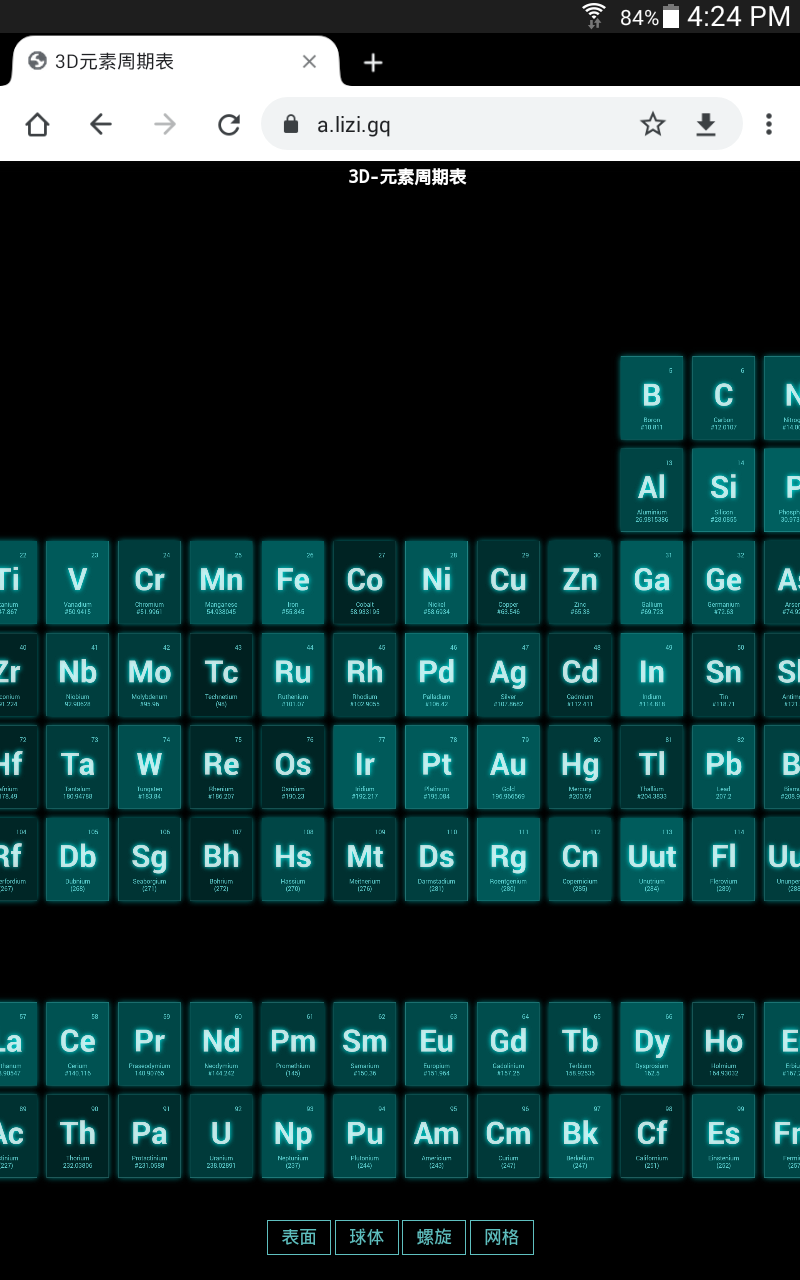 84% 4:24 PM
3D元素周期表
a.lizi.gq
3D-元素周期表
5 6
B C N
Boron Carbon
#10.811 #12.0107
13 14
Al Si P
Aluminium Silicon
26.9815386 #28.0855 30.973
22 23 24 25 26 27 28 29 30 31 32
Ti V Cr Mn Fe Co Ni Cu Zn Ga Ge As
Vanadium Chromium Manganese Iron Cobalt Nickel Copper Zinc Gallium Germanium
47.867 #50.9415 #51.9961 54.938045 #55.845 58.933195 #58.6934 #63.546 #65.38 #69.723 #72.63
40 41 42 43 44 45 46 47 48 49 50
Zr Nb Mo Tc Ru Rh Pd Ag Cd In Sn
Niobium Molybdenum Technetium Ruthenium Rhodium Palladium Silver Cadmium Indium Tin
91.224 92.90628 #95.96 (98) #101.07 #102.9055 #106.42 #107.8682 #112.411 #114.818 #118.71
72 73 74 75 76 77 78 79 80 81 82
Hf Ta W Re Os Ir Pt Au Hg Tl Pb B
Tantalum Tungsten Rhenium Osmium Iridium Platinum Gold Mercury Thallium Lead
178.49 180.94788 #183.84 #186.207 #190.23 #192.217 #195.084 196.966569 #200.59 #204.3833 207.2
104 105 106 107 108 109 110 111 112 113 114
Rf Db Sg Bh Hs Mt Ds Rg Cn Uut Fl Uu
Dubnium Seaborgium Bohrium Hassium Meitnerium Darmstadium Roentgenium Copernicium Unutrium Flerovium
(267) (268) (271) (272) (270) (276) (281) (280) (285) (284) (289)
57 58 59 60 61 62 63 64 65 66 67
La Ce Pr Nd Pm Sm Eu Gd Tb Dy Ho E
Cerium Praseodymium Neodymium Promethium Samarium Europium Gadolinium Terbium Dysprosium Holmium
#140.116 140.90765 #144.242 (145) #150.36 #151.964 #157.25 158.92535 162.5 164.93032
89 90 91 92 93 94 95 96 97 98 99
Ac Th Pa U Np Pu Am Cm Bk Cf Es Fm
Thorium Protactinium Uranium Neptunium Plutonium Americium Curium Berkelium Californium Einstenium
(227) 232.03806 #231.0588 238.02891 (237) (244) (243) (247) (247) (251) (252)
表面 球体 螺旋 网格